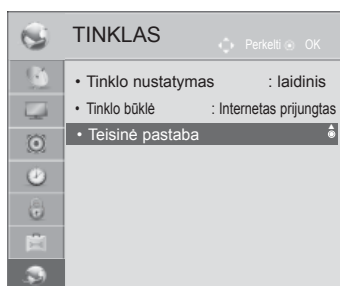 TINKLAS
Perkelti OK
• Tinklo nustatymas : laidinis
• Tinklo būklė : Internetas prijungtas
• Teisinė pastaba